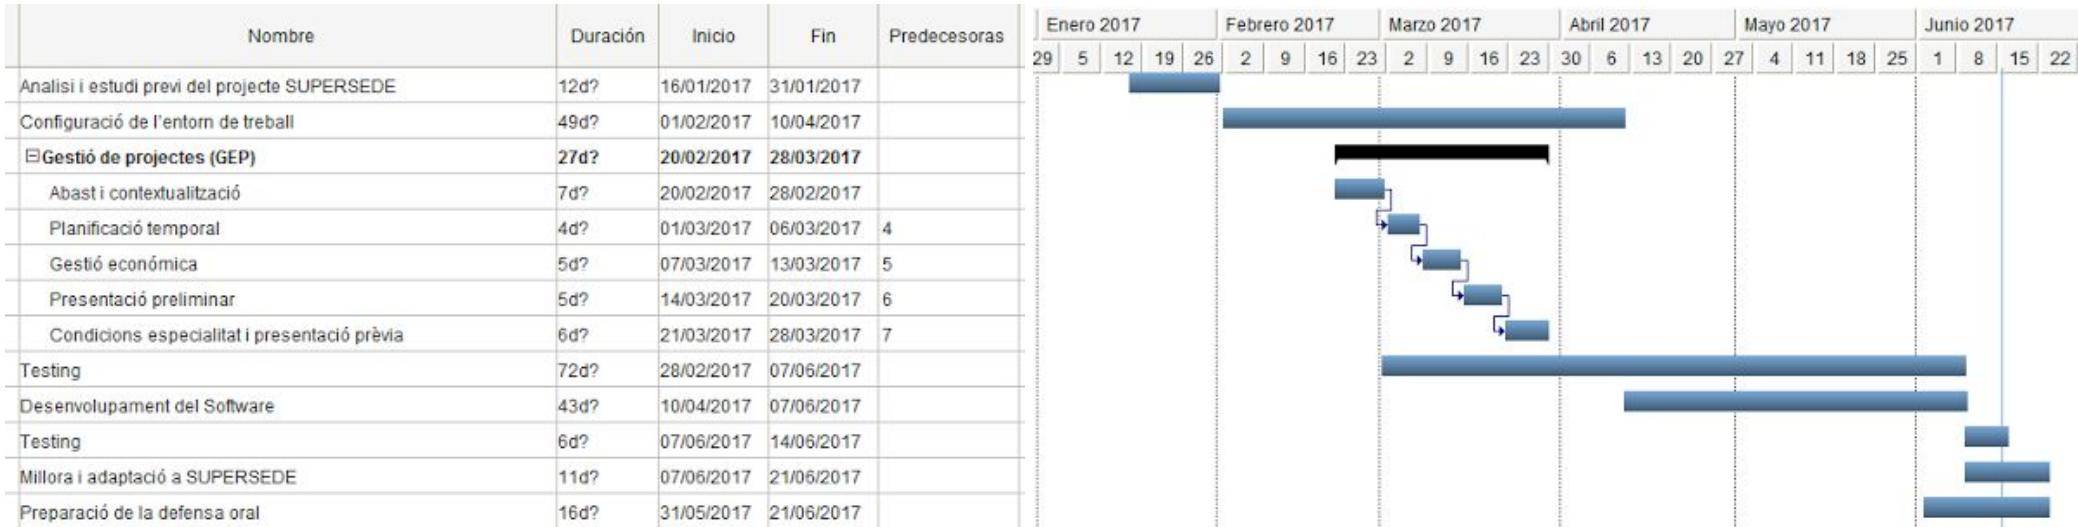 Nombre Duración Inicio Fin Predecesoras
Enero 2017 Febrero 2017 Marzo 2017 Abril 2017 Mayo 2017 Junio 2017
29 5 12 19 26 2 9 16 23 2 9 16 23 30 6 13 20 27 4 11 18 25 1 8 15 22
Analisi i estudi previ del projecte SUPERSEDE 12d? 16/01/2017 31/01/2017
Configuració de l'entorn de treball 49d? 01/02/2017 10/04/2017
Gestió de projectes (GEP) 27d? 20/02/2017 28/03/2017
Abast i contextualització 7d? 20/02/2017 28/02/2017
Planificació temporal 4d? 01/03/2017 06/03/2017 4
Gestió económica 5d? 07/03/2017 13/03/2017 5
Presentació preliminar 5d? 14/03/2017 20/03/2017 6
Condicions especialitat i presentació prèvia 6d? 21/03/2017 28/03/2017 7
Testing 72d? 28/02/2017 07/06/2017
Desenvolupament del Software 43d? 10/04/2017 07/06/2017
Testing 6d? 07/06/2017 14/06/2017
Millora i adaptació a SUPERSEDE 11d? 07/06/2017 21/06/2017
Preparació de la defensa oral 16d? 31/05/2017 21/06/2017